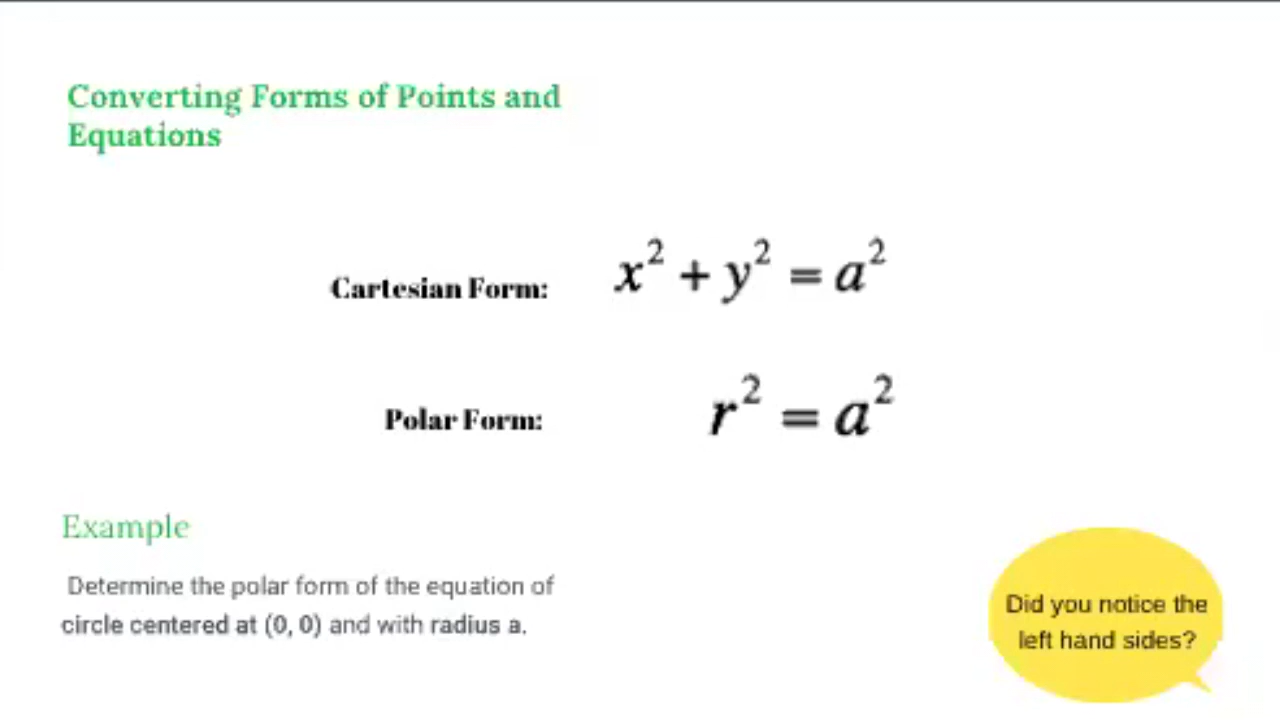 Converting Forms of Points and
Equations
Cartesian Form: x² + y² = a²
Polar Form: r² = a²
Example
Determine the polar form of the equation of
circle centered at (0, 0) and with radius a.
Did you notice the
left hand sides?